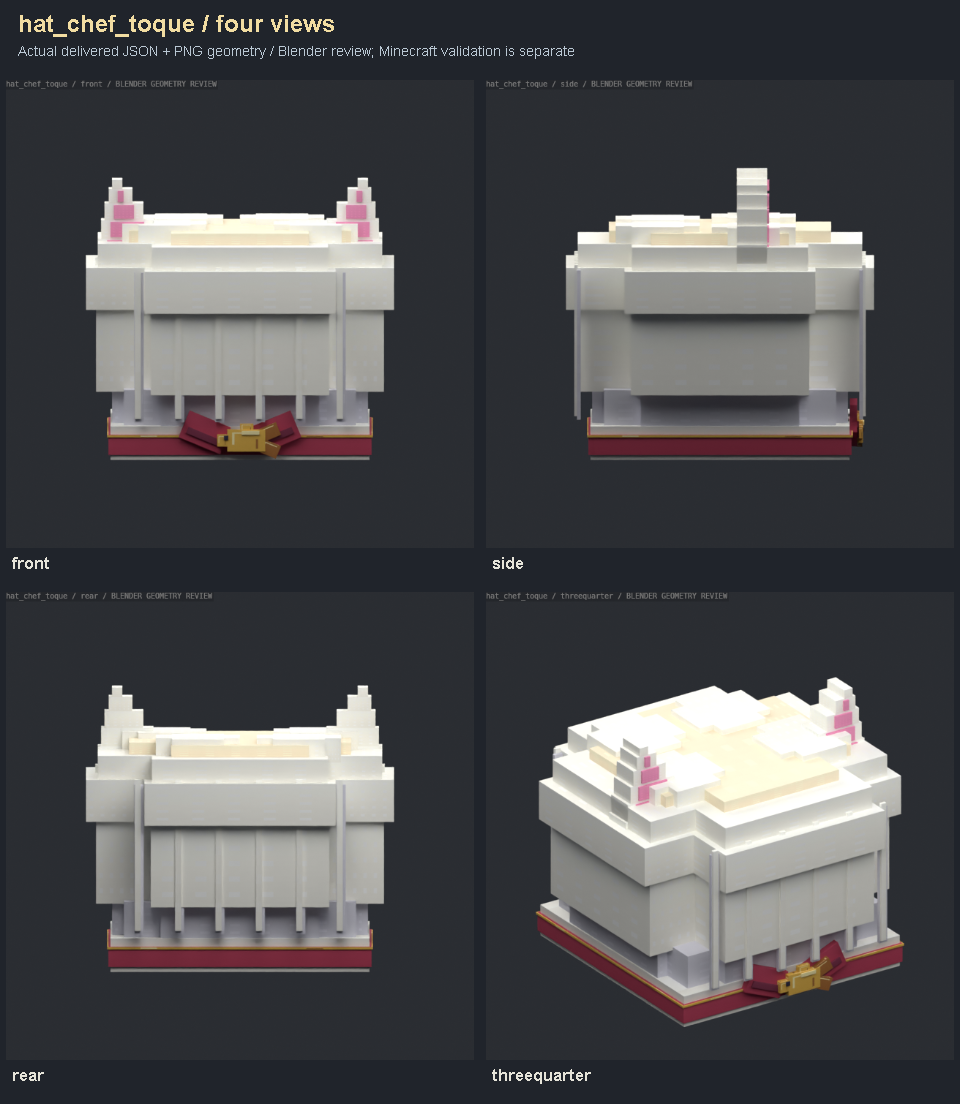 hat_chef_toque / four views
Actual delivered JSON + PNG geometry / Blender review; Minecraft validation is separate
hat_chef_toque / front / BLENDER GEOMETRY REVIEW
hat_chef_toque / side / BLENDER GEOMETRY REVIEW
front
side
hat_chef_toque / rear / BLENDER GEOMETRY REVIEW
hat_chef_toque / threequarter / BLENDER GEOMETRY REVIEW
rear
threequarter